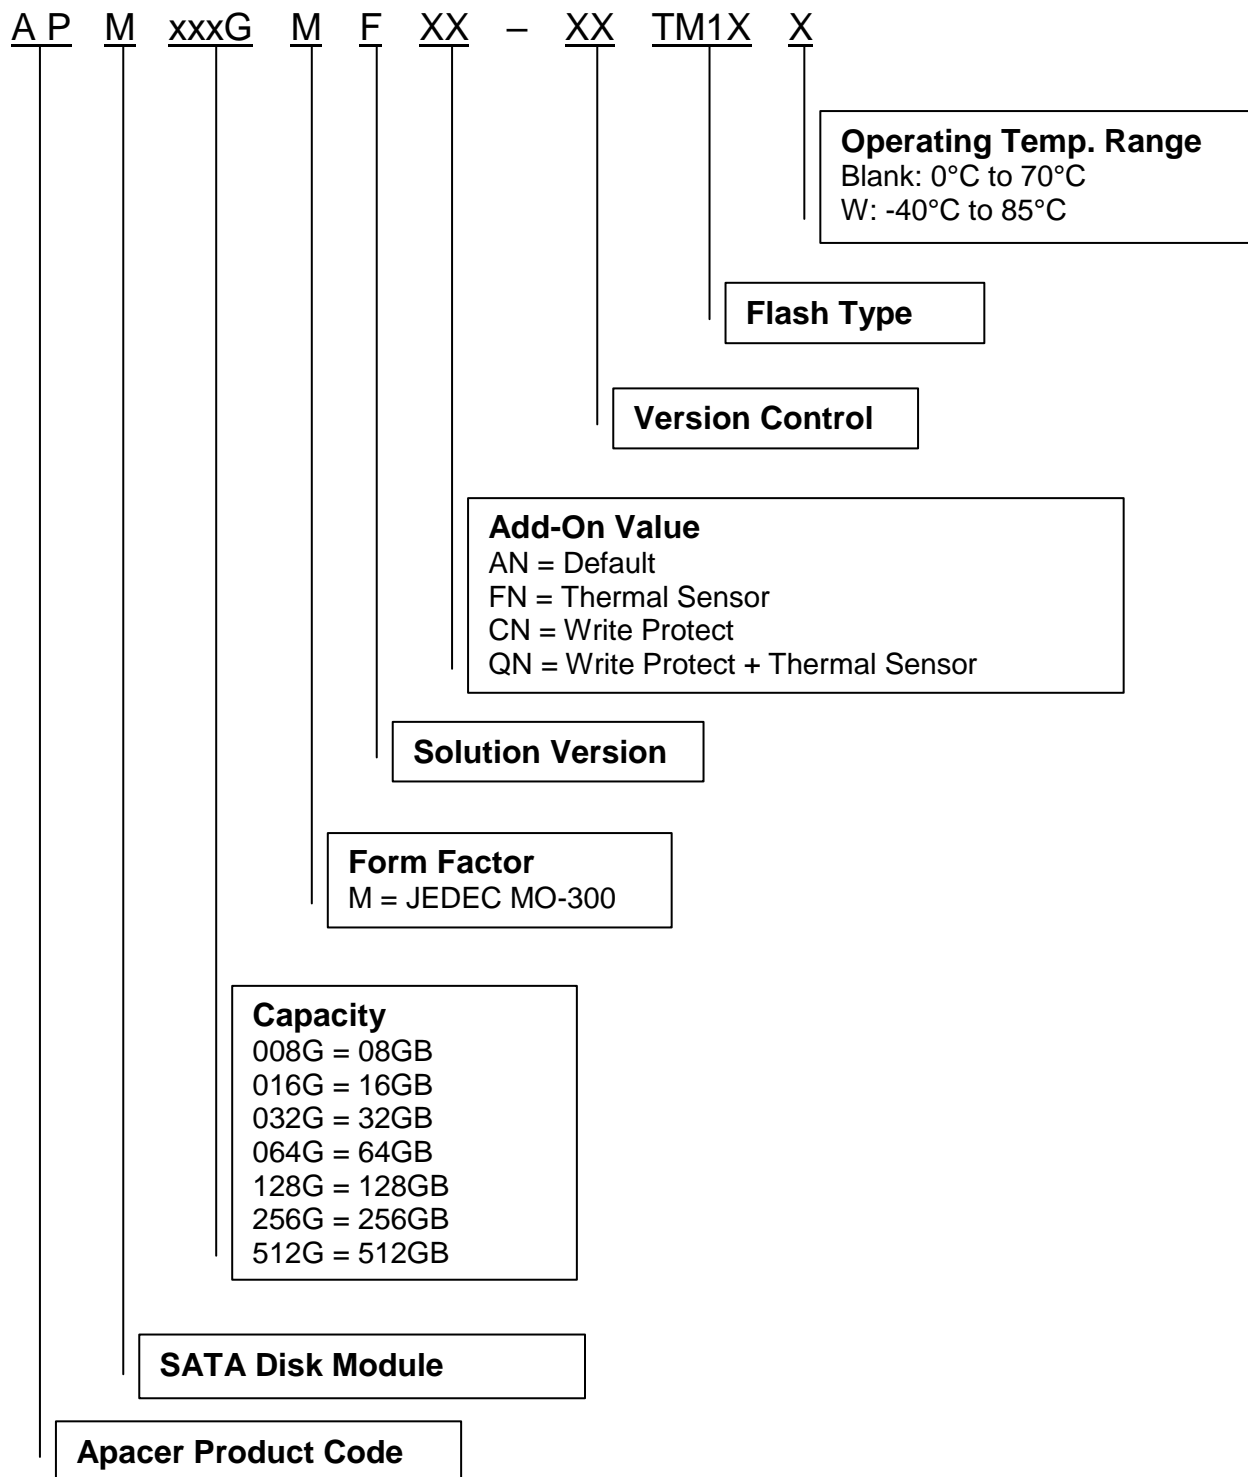 AP M xxxG M F XX – XX TM1X X
Operating Temp. Range
Blank: 0°C to 70°C
W: -40°C to 85°C
Flash Type
Version Control
Add-On Value
AN = Default
FN = Thermal Sensor
CN = Write Protect
QN = Write Protect + Thermal Sensor
Solution Version
Form Factor
M = JEDEC MO-300
Capacity
008G = 08GB
016G = 16GB
032G = 32GB
064G = 64GB
128G = 128GB
256G = 256GB
512G = 512GB
SATA Disk Module
Apacer Product Code